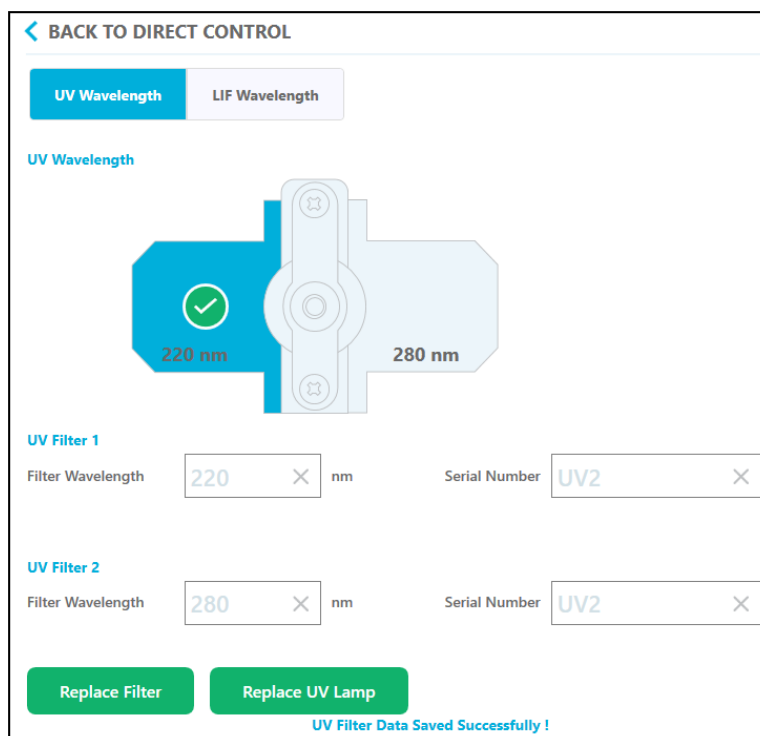 BACK TO DIRECT CONTROL
UV Wavelength LIF Wavelength
UV Wavelength
220 nm 280 nm
UV Filter 1
Filter Wavelength 220 nm Serial Number UV2
UV Filter 2
Filter Wavelength 280 nm Serial Number UV2
Replace Filter Replace UV Lamp
UV Filter Data Saved Successfully !